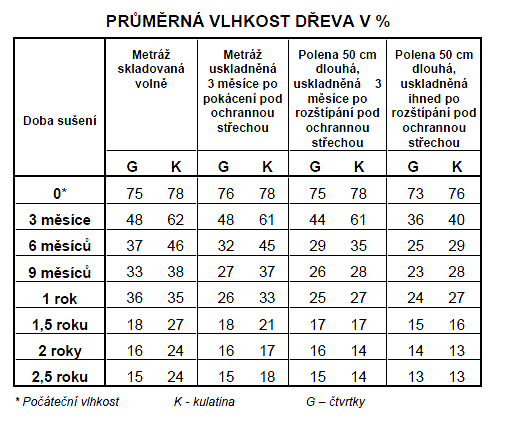 PRŮMĚRNÁ VLHKOST DŘEVA V %
Doba sušení
Metráž
skladovaná
volně
Metráž
uskladněná
3 měsíce po
pokácení pod
ochrannou
střechou
Polena 50 cm
dlouhá,
uskladněná 3
měsíce po
rozštípání pod
ochrannou
střechou
Polena 50 cm
dlouhá,
uskladněná
ihned po
rozštípání pod
ochrannou
střechou
G K G K G K G K
0* 75 78 76 78 75 78 73 76
3 měsíce 48 62 48 61 44 61 36 40
6 měsíců 37 46 32 45 29 35 25 29
9 měsíců 33 38 27 37 26 28 23 28
1 rok 36 35 26 33 25 27 24 27
1,5 roku 18 27 18 21 17 17 15 16
2 roky 16 24 16 17 16 14 14 13
2,5 roku 15 24 15 18 15 14 13 13
* Počáteční vlhkost K - kulatina G – čtvrtky